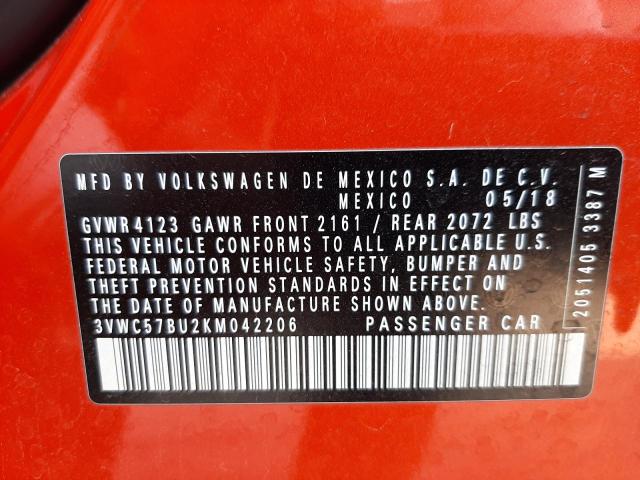 MFD BY VOLKSWAGEN DE MEXICO S.A. DE C.V.
MEXICO 05/18
GVWR 4123 GAWR FRONT 2161 / REAR 2072 LBS
THIS VEHICLE CONFORMS TO ALL APPLICABLE U.S.
FEDERAL MOTOR VEHICLE SAFETY, BUMPER AND
THEFT PREVENTION STANDARDS IN EFFECT ON
THE DATE OF MANUFACTURE SHOWN ABOVE.
3VWC57BU2KM042206 PASSENGER CAR
2051405 3387 M